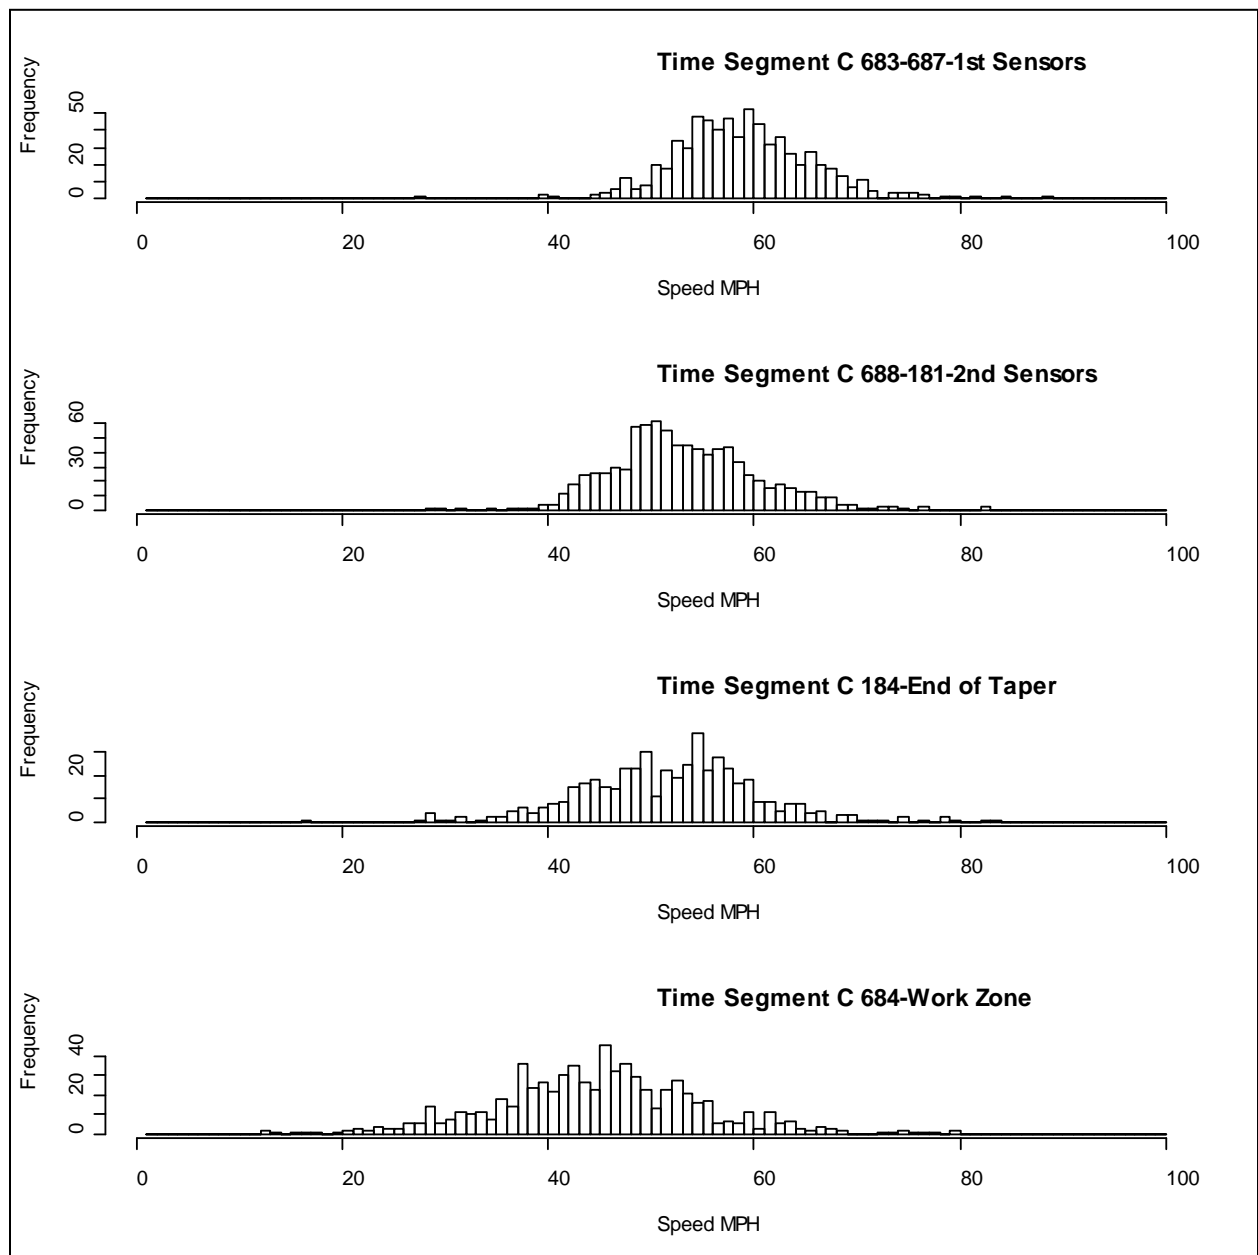 Time Segment C 683-687-1st Sensors
Frequency
50
20
0
0 20 40 60 80 100
Speed MPH
Time Segment C 688-181-2nd Sensors
Frequency
60
30
0
0 20 40 60 80 100
Speed MPH
Time Segment C 184-End of Taper
Frequency
20
0
0 20 40 60 80 100
Speed MPH
Time Segment C 684-Work Zone
Frequency
40
20
0
0 20 40 60 80 100
Speed MPH